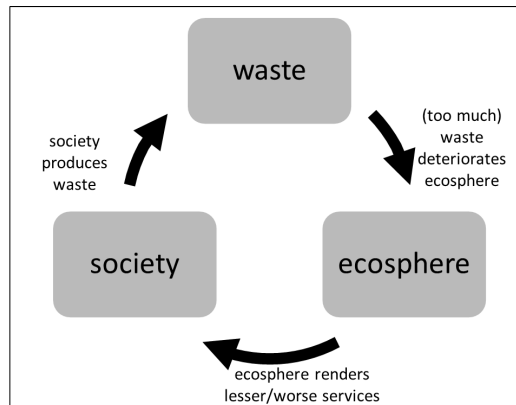 waste
(too much)
waste
deteriorates
ecosphere
society
produces
waste
society
ecosphere
ecosphere renders
lesser/worse services